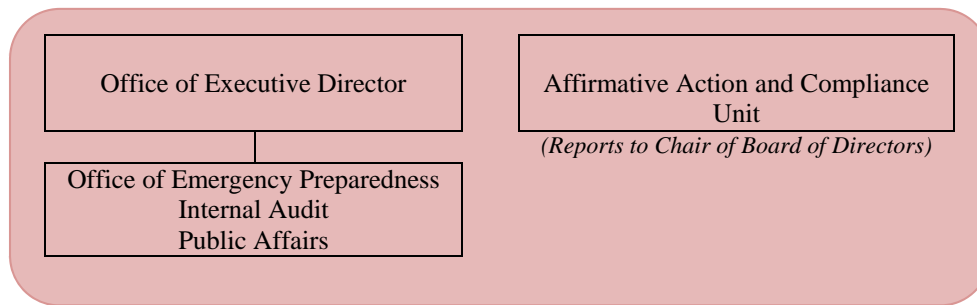 Office of Executive Director
Affirmative Action and Compliance
Unit
(Reports to Chair of Board of Directors)
Office of Emergency Preparedness
Internal Audit
Public Affairs